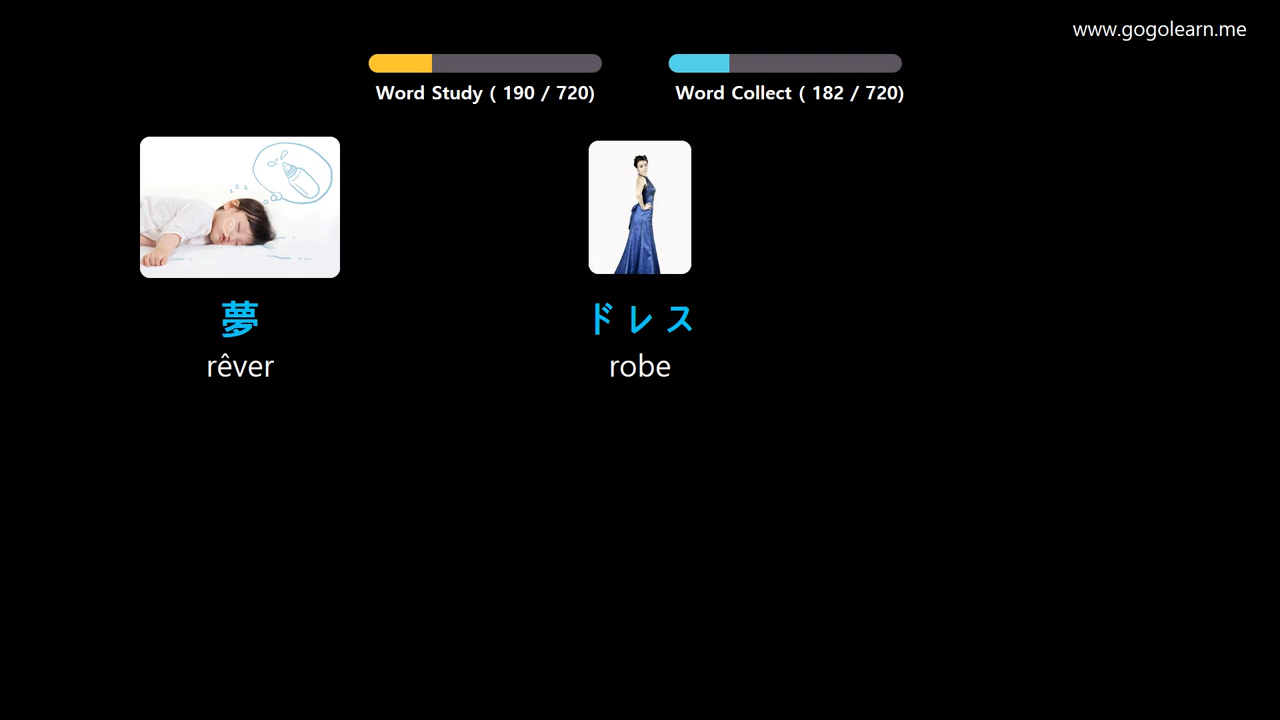 www.gogolearn.me
Word Study ( 190 / 720)
Word Collect ( 182 / 720)
夢
rêver
ドレス
robe